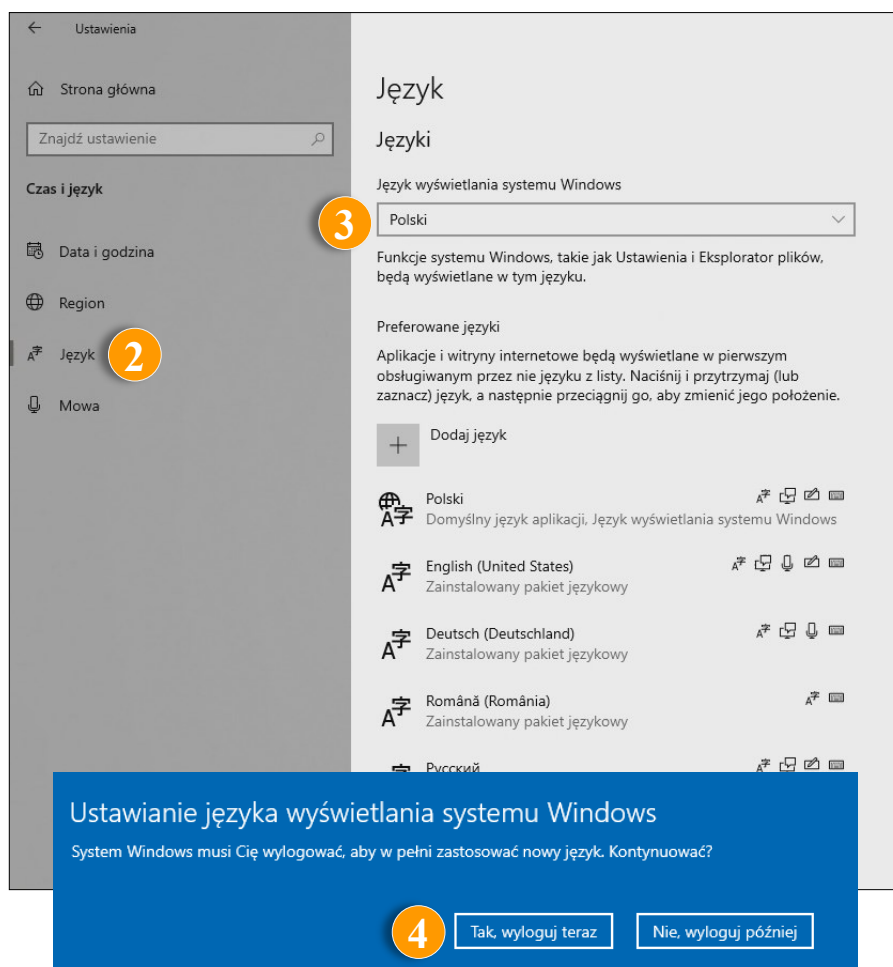 Ustawienia
Strona główna
Znajdź ustawienie
Czas i język
Data i godzina
Region
Język
2
Mowa
Język
Języki
Język wyświetlania systemu Windows
3
Polski
Funkcje systemu Windows, takie jak Ustawienia i Eksplorator plików,
będą wyświetlane w tym języku.
Preferowane języki
Aplikacje i witryny internetowe będą wyświetlane w pierwszym
obsługiwanym przez nie języku z listy. Naciśnij i przytrzymaj (lub
zaznacz) język, a następnie przeciągnij go, aby zmienić jego położenie.
Dodaj język
Polski
Domyślny język aplikacji, Język wyświetlania systemu Windows
English (United States)
Zainstalowany pakiet językowy
Deutsch (Deutschland)
Zainstalowany pakiet językowy
Română (România)
Zainstalowany pakiet językowy
Русский
Ustawianie języka wyświetlania systemu Windows
System Windows musi Cię wylogować, aby w pełni zastosować nowy język. Kontynuować?
4
Tak, wyloguj teraz
Nie, wyloguj później